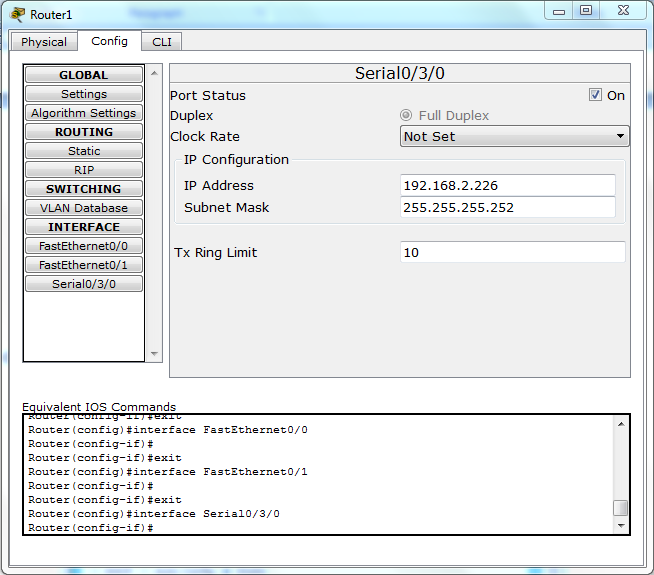 Router1
Physical Config CLI
GLOBAL
Settings
Algorithm Settings
ROUTING
Static
RIP
SWITCHING
VLAN Database
INTERFACE
FastEthernet0/0
FastEthernet0/1
Serial0/3/0
Serial0/3/0
Port Status On
Duplex Full Duplex
Clock Rate Not Set
IP Configuration
IP Address 192.168.2.226
Subnet Mask 255.255.255.252
Tx Ring Limit 10
Equivalent IOS Commands
Router(config-if)#exit
Router(config)#interface FastEthernet0/0
Router(config-if)#
Router(config-if)#exit
Router(config)#interface FastEthernet0/1
Router(config-if)#
Router(config-if)#exit
Router(config)#interface Serial0/3/0
Router(config-if)#